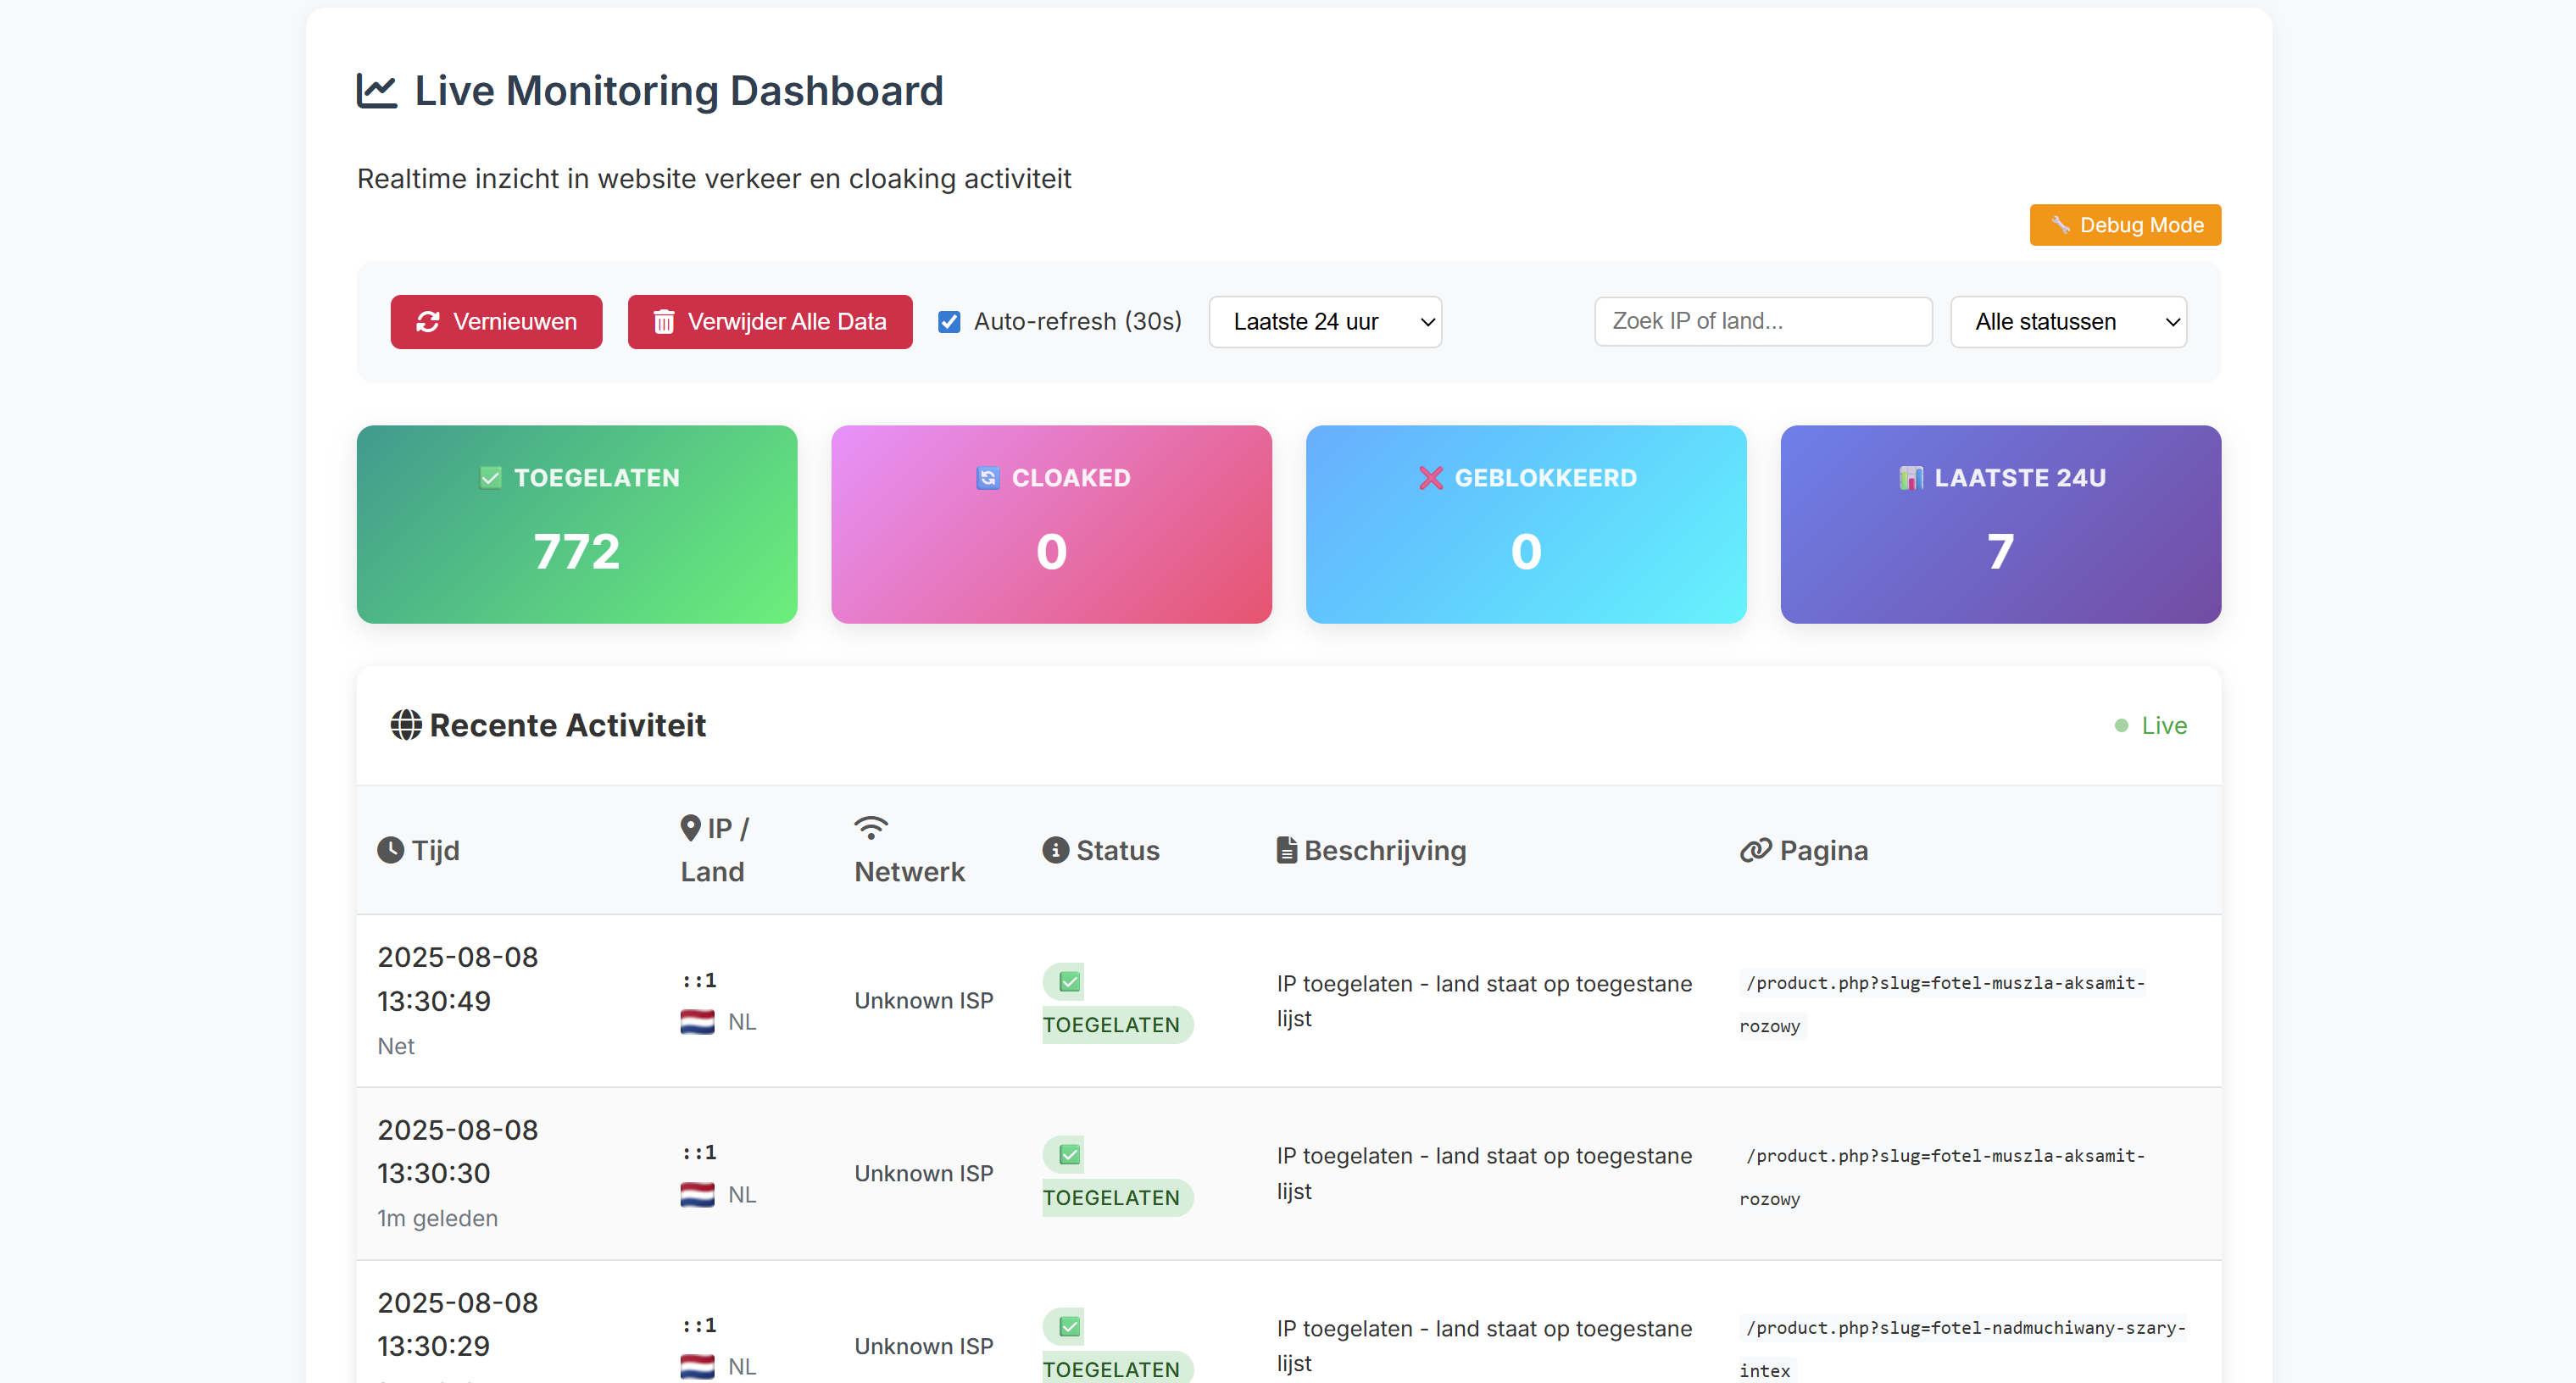 Live Monitoring Dashboard
Realtime inzicht in website verkeer en cloaking activiteit
Debug Mode
Vernieuwen
Verwijder Alle Data
Auto-refresh (30s)
Laatste 24 uur
Zoek IP of land...
Alle statussen
TOEGELATEN
772
CLOAKED
0
GEBLOKKEERD
0
LAATSTE 24U
7
Recente Activiteit
Live
Tijd
IP /
Land
Netwerk
Status
Beschrijving
Pagina
2025-08-08
13:30:49
Net
::1
NL
Unknown ISP
TOEGELATEN
IP toegelaten - land staat op toegestane
lijst
/product.php?slug=fotel-muszla-aksamit-
rozowy
2025-08-08
13:30:30
1m geleden
::1
NL
Unknown ISP
TOEGELATEN
IP toegelaten - land staat op toegestane
lijst
/product.php?slug=fotel-muszla-aksamit-
rozowy
2025-08-08
13:30:29
::1
NL
Unknown ISP
TOEGELATEN
IP toegelaten - land staat op toegestane
lijst
/product.php?slug=fotel-nadmuchiwany-szary-
intex